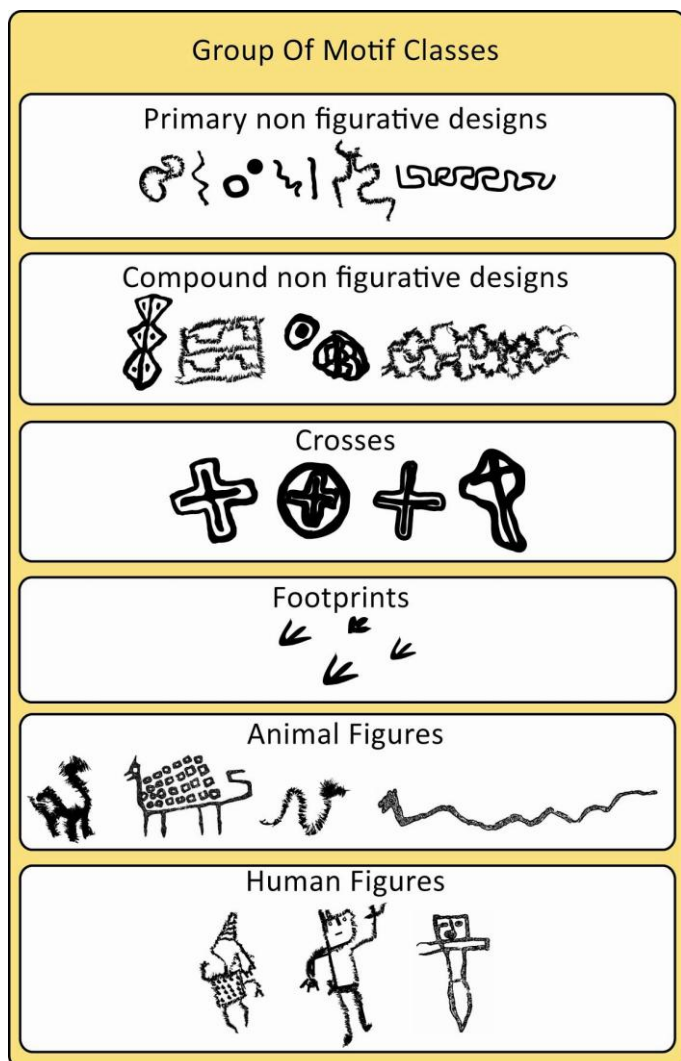 Group Of Motif Classes
Primary non figurative designs
Compound non figurative designs
Crosses
Footprints
Animal Figures
Human Figures